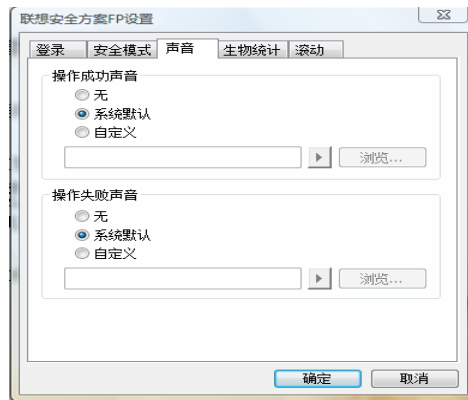 联想安全方案FP设置
登录 安全模式 声音 生物统计 滚动
操作成功声音
无
系统默认
自定义
浏览...
操作失败声音
无
系统默认
自定义
浏览...
确定 取消